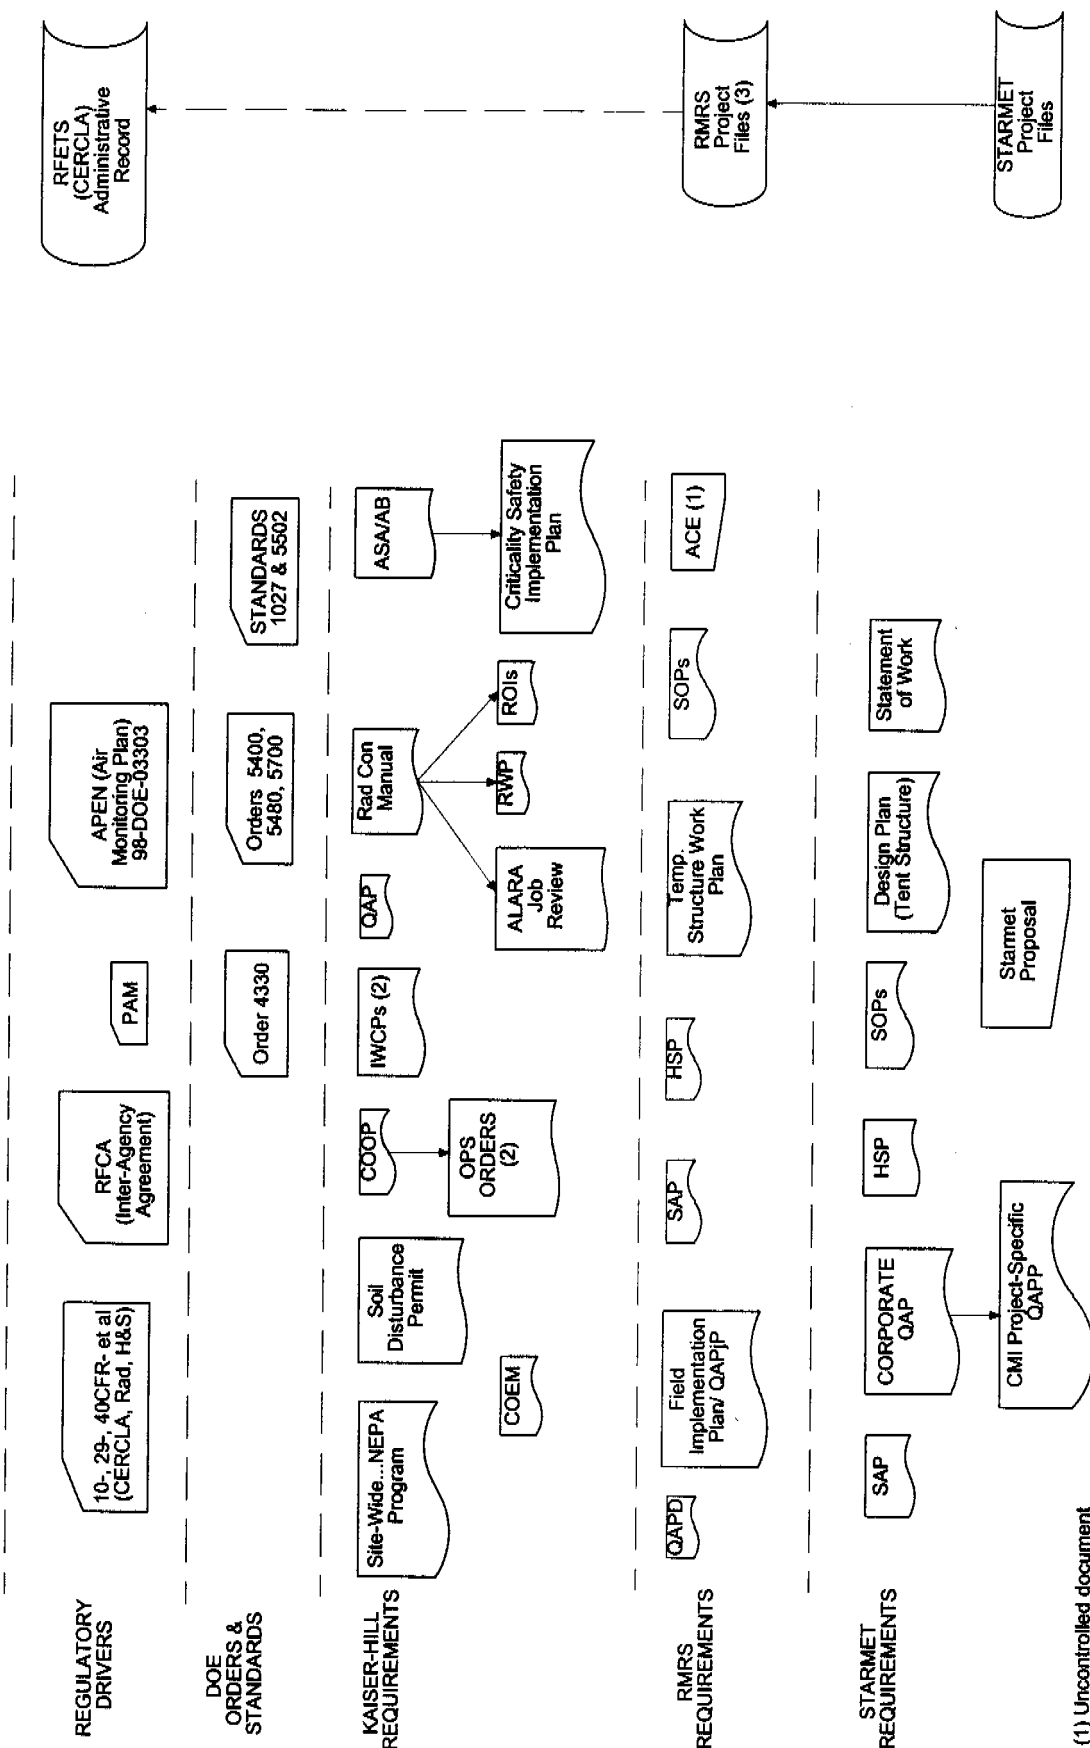 REGULATORY
DRIVERS
10-, 29-, 40CFR- et al
(CERCLA, Rad, H&S)
RFCA
(Inter-Agency
Agreement)
PAM
APEN (Air
Monitoring Plan)
98-DOE-03303
RFETS
(CERCLA)
Administrative
Record
DOE
ORDERS &
STANDARDS
Order 4330
Orders 5400,
5480, 5700
STANDARDS
1027 & 5502
KAISER-HILL
REQUIREMENTS
Site-Wide...NEPA
Program
Soil
Disturbance
Permit
COOP
IWCPs (2)
QAP
Rad Con
Manual
ASA/AB
COEM
OPS
ORDERS
(2)
ALARA
Job
Review
RWP
ROIs
Criticality Safety
Implementation
Plan
RMRS
REQUIREMENTS
QAPD
Field
Implementation
Plan/ QAPjP
SAP
HSP
Temp.
Structure Work
Plan
SOPs
ACE (1)
RMRS
Project
Files (3)
STARMET
REQUIREMENTS
SAP
CORPORATE
QAP
HSP
SOPs
Design Plan
(Tent Structure)
Statement
of Work
CMI Project-Specific
QAPP
Starmet
Proposal
STARMET
Project
Files
(1) Uncontrolled document